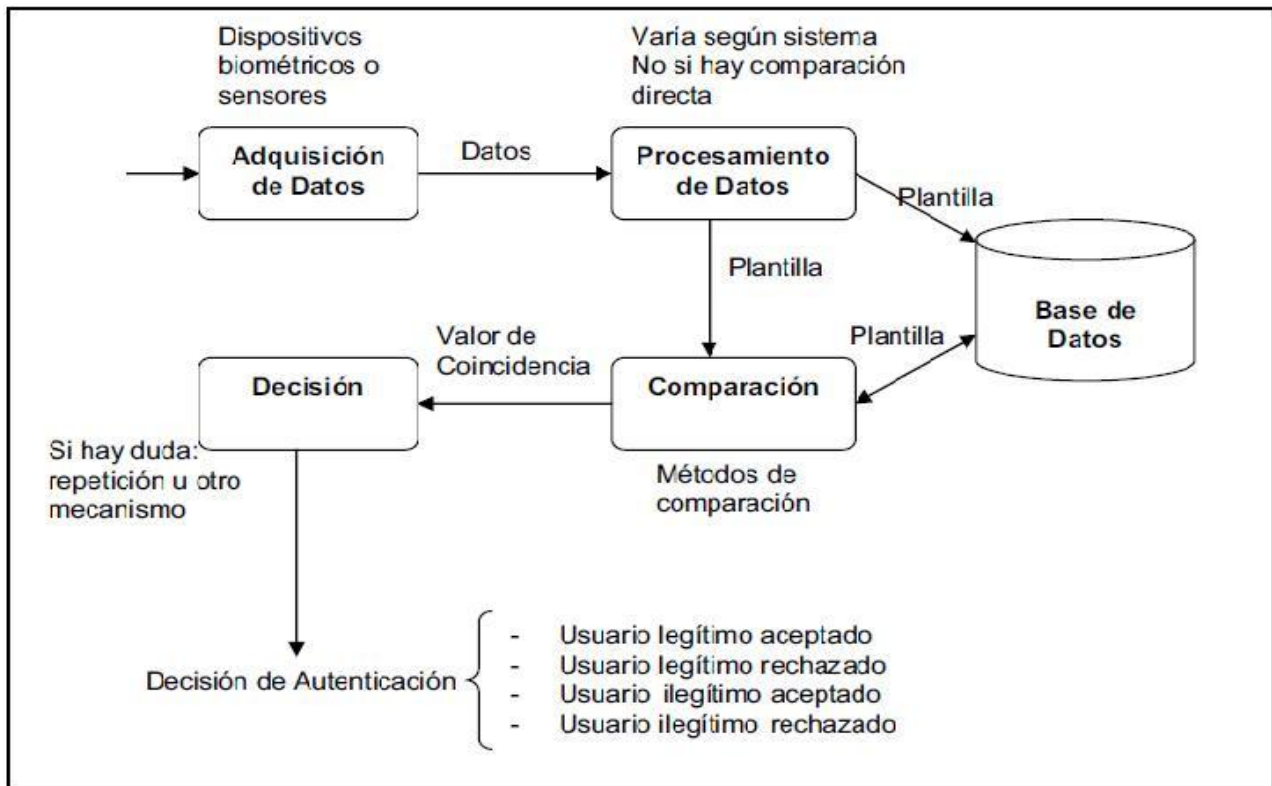 Dispositivos
biométricos o
sensores
Varía según sistema
No si hay comparación
directa
Adquisición
de Datos
Datos
Procesamiento
de Datos
Plantilla
Plantilla
Base de
Datos
Plantilla
Valor de
Coincidencia
Decisión
Comparación
Si hay duda:
repetición u otro
mecanismo
Métodos de
comparación
Decisión de Autenticación
- Usuario legítimo aceptado
- Usuario legítimo rechazado
- Usuario ilegítimo aceptado
- Usuario ilegítimo rechazado